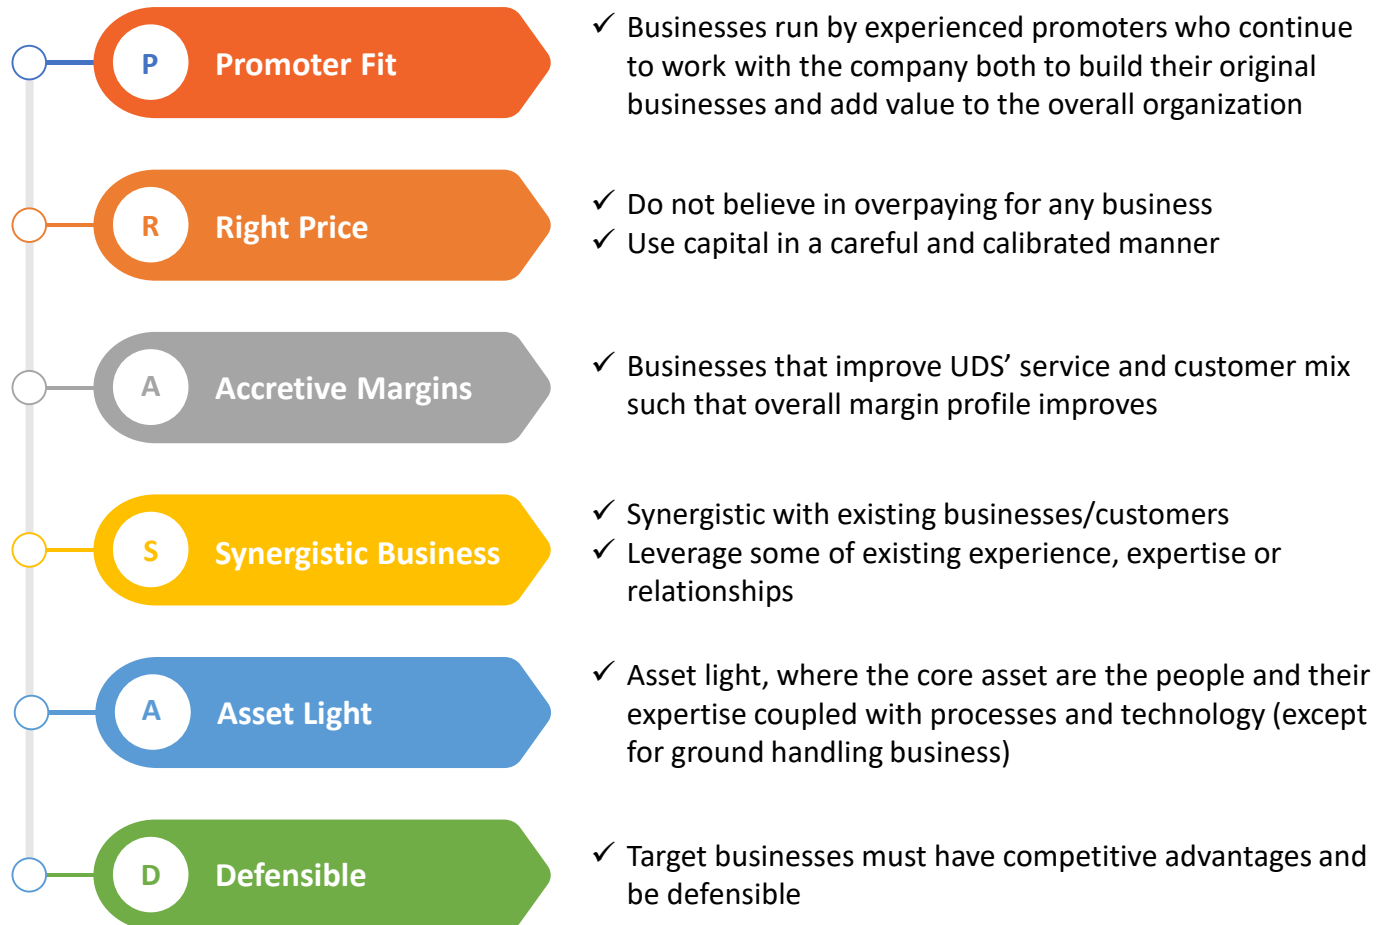 P
Promoter Fit
✓ Businesses run by experienced promoters who continue
to work with the company both to build their original
businesses and add value to the overall organization
R
Right Price
✓ Do not believe in overpaying for any business
✓ Use capital in a careful and calibrated manner
A
Accretive Margins
✓ Businesses that improve UDS’ service and customer mix
such that overall margin profile improves
S
Synergistic Business
✓ Synergistic with existing businesses/customers
✓ Leverage some of existing experience, expertise or
relationships
A
Asset Light
✓ Asset light, where the core asset are the people and their
expertise coupled with processes and technology (except
for ground handling business)
D
Defensible
✓ Target businesses must have competitive advantages and
be defensible